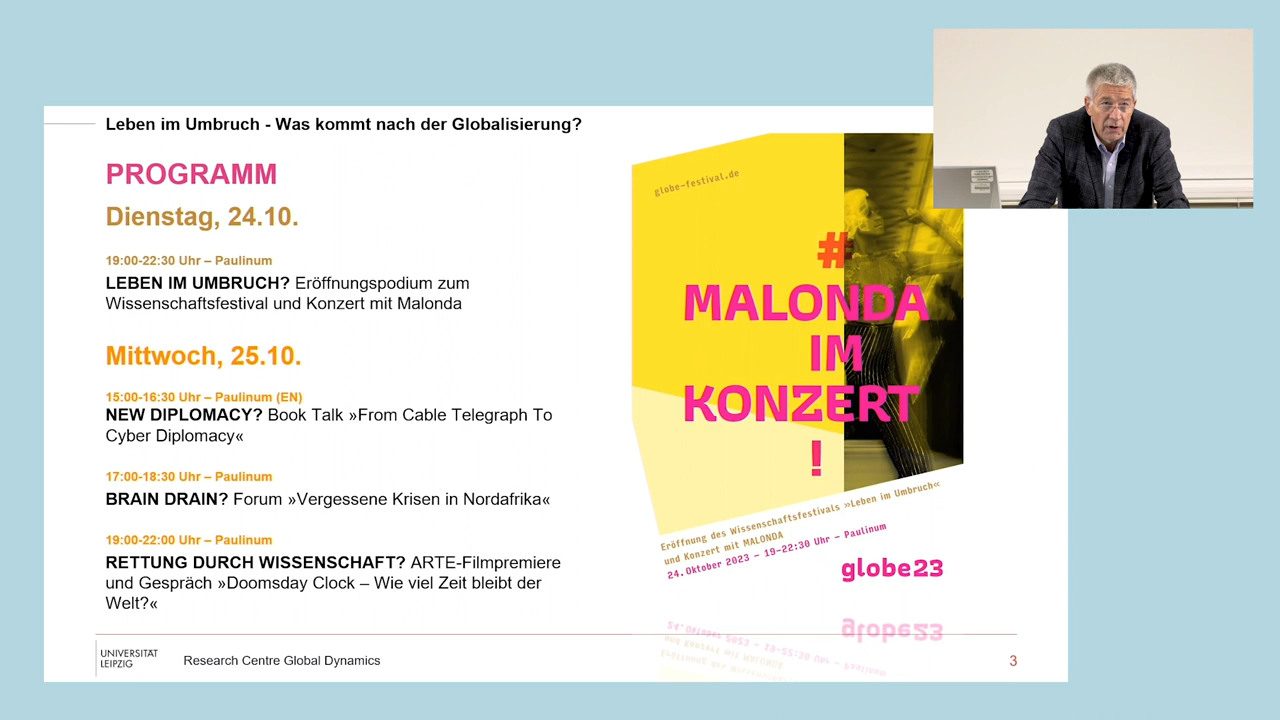 Leben im Umbruch - Was kommt nach der Globalisierung?
PROGRAMM
Dienstag, 24.10.
19:00-22:30 Uhr – Paulinum
LEBEN IM UMBRUCH? Eröffnungspodium zum
Wissenschaftsfestival und Konzert mit Malonda
Mittwoch, 25.10.
15:00-16:30 Uhr – Paulinum (EN)
NEW DIPLOMACY? Book Talk »From Cable Telegraph To
Cyber Diplomacy«
17:00-18:30 Uhr – Paulinum
BRAIN DRAIN? Forum »Vergessene Krisen in Nordafrika«
19:00-22:00 Uhr – Paulinum
RETTUNG DURCH WISSENSCHAFT? ARTE-Filmpremiere
und Gespräch »Doomsday Clock – Wie viel Zeit bleibt der
Welt?«
globe-festival.de
#
MALONDA
IM
KONZERT
!
Eröffnung des Wissenschaftsfestivals »Leben im Umbruch«
und Konzert mit MALONDA
24. Oktober 2023 – 19-22:30 Uhr – Paulinum
globe23
UNIVERSITÄT
LEIPZIG
Research Centre Global Dynamics
3